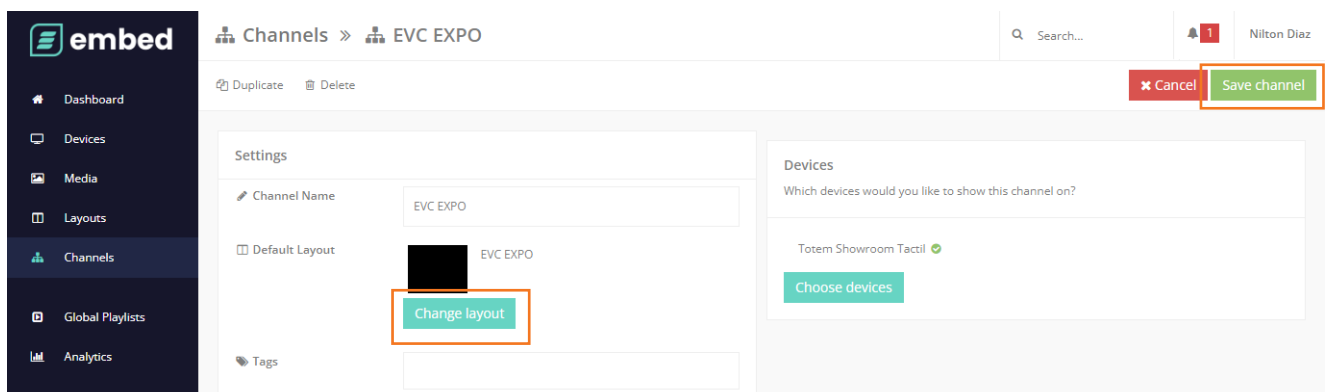 embed
Channels » EVC EXPO
Search...
1
Nilton Diaz
Duplicate
Delete
Cancel
Save channel
Dashboard
Devices
Media
Layouts
Channels
Global Playlists
Analytics
Settings
Channel Name
EVC EXPO
Default Layout
EVC EXPO
Change layout
Tags
Devices
Which devices would you like to show this channel on?
Totem Showroom Tactil
Choose devices